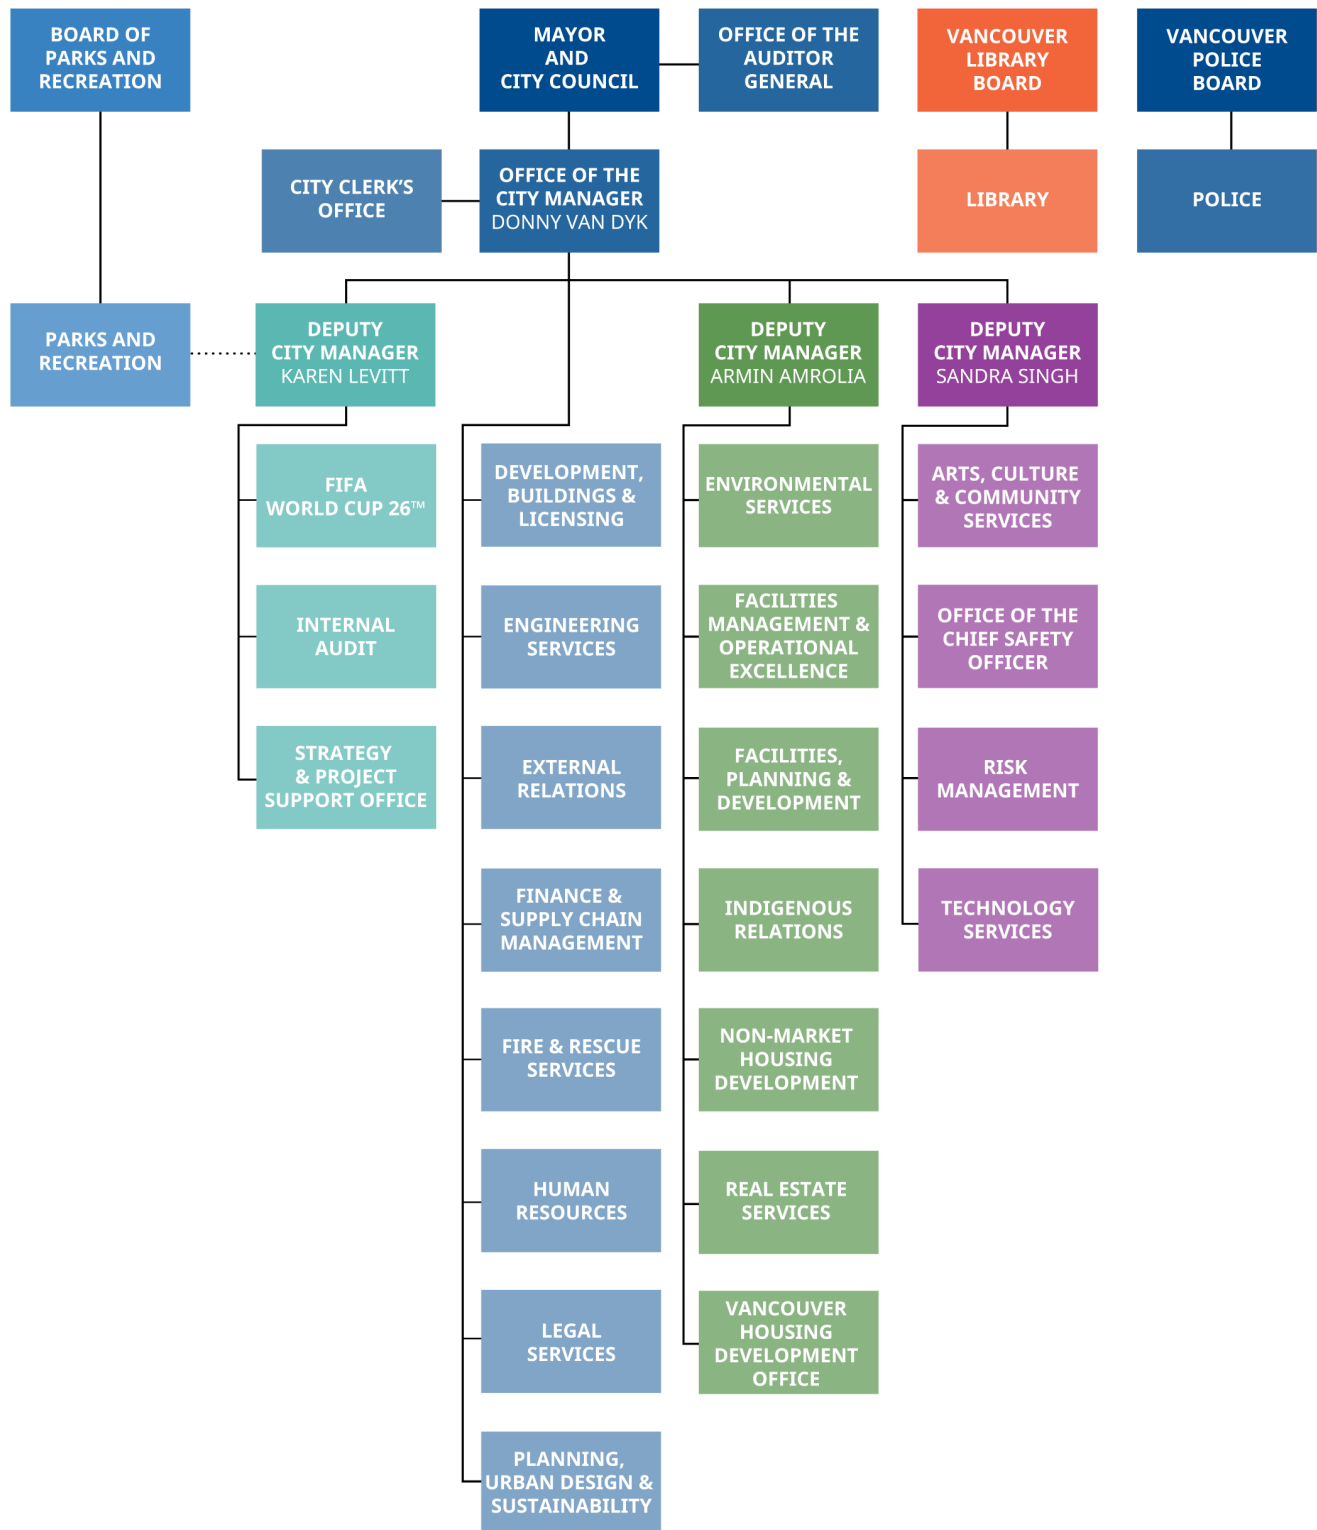 BOARD OF
PARKS AND
RECREATION
MAYOR
AND
CITY COUNCIL
OFFICE OF THE
AUDITOR
GENERAL
VANCOUVER
LIBRARY
BOARD
VANCOUVER
POLICE
BOARD
CITY CLERK’S
OFFICE
OFFICE OF THE
CITY MANAGER
DONNY VAN DYK
LIBRARY
POLICE
PARKS AND
RECREATION
DEPUTY
CITY MANAGER
KAREN LEVITT
DEPUTY
CITY MANAGER
ARMIN AMROLIA
DEPUTY
CITY MANAGER
SANDRA SINGH
FIFA
WORLD CUP 26™
INTERNAL
AUDIT
STRATEGY
& PROJECT
SUPPORT OFFICE
DEVELOPMENT,
BUILDINGS &
LICENSING
ENGINEERING
SERVICES
EXTERNAL
RELATIONS
FINANCE &
SUPPLY CHAIN
MANAGEMENT
FIRE & RESCUE
SERVICES
HUMAN
RESOURCES
LEGAL
SERVICES
PLANNING,
URBAN DESIGN &
SUSTAINABILITY
ENVIRONMENTAL
SERVICES
FACILITIES
MANAGEMENT &
OPERATIONAL
EXCELLENCE
FACILITIES,
PLANNING &
DEVELOPMENT
INDIGENOUS
RELATIONS
NON-MARKET
HOUSING
DEVELOPMENT
REAL ESTATE
SERVICES
VANCOUVER
HOUSING
DEVELOPMENT
OFFICE
ARTS, CULTURE
& COMMUNITY
SERVICES
OFFICE OF THE
CHIEF SAFETY
OFFICER
RISK
MANAGEMENT
TECHNOLOGY
SERVICES